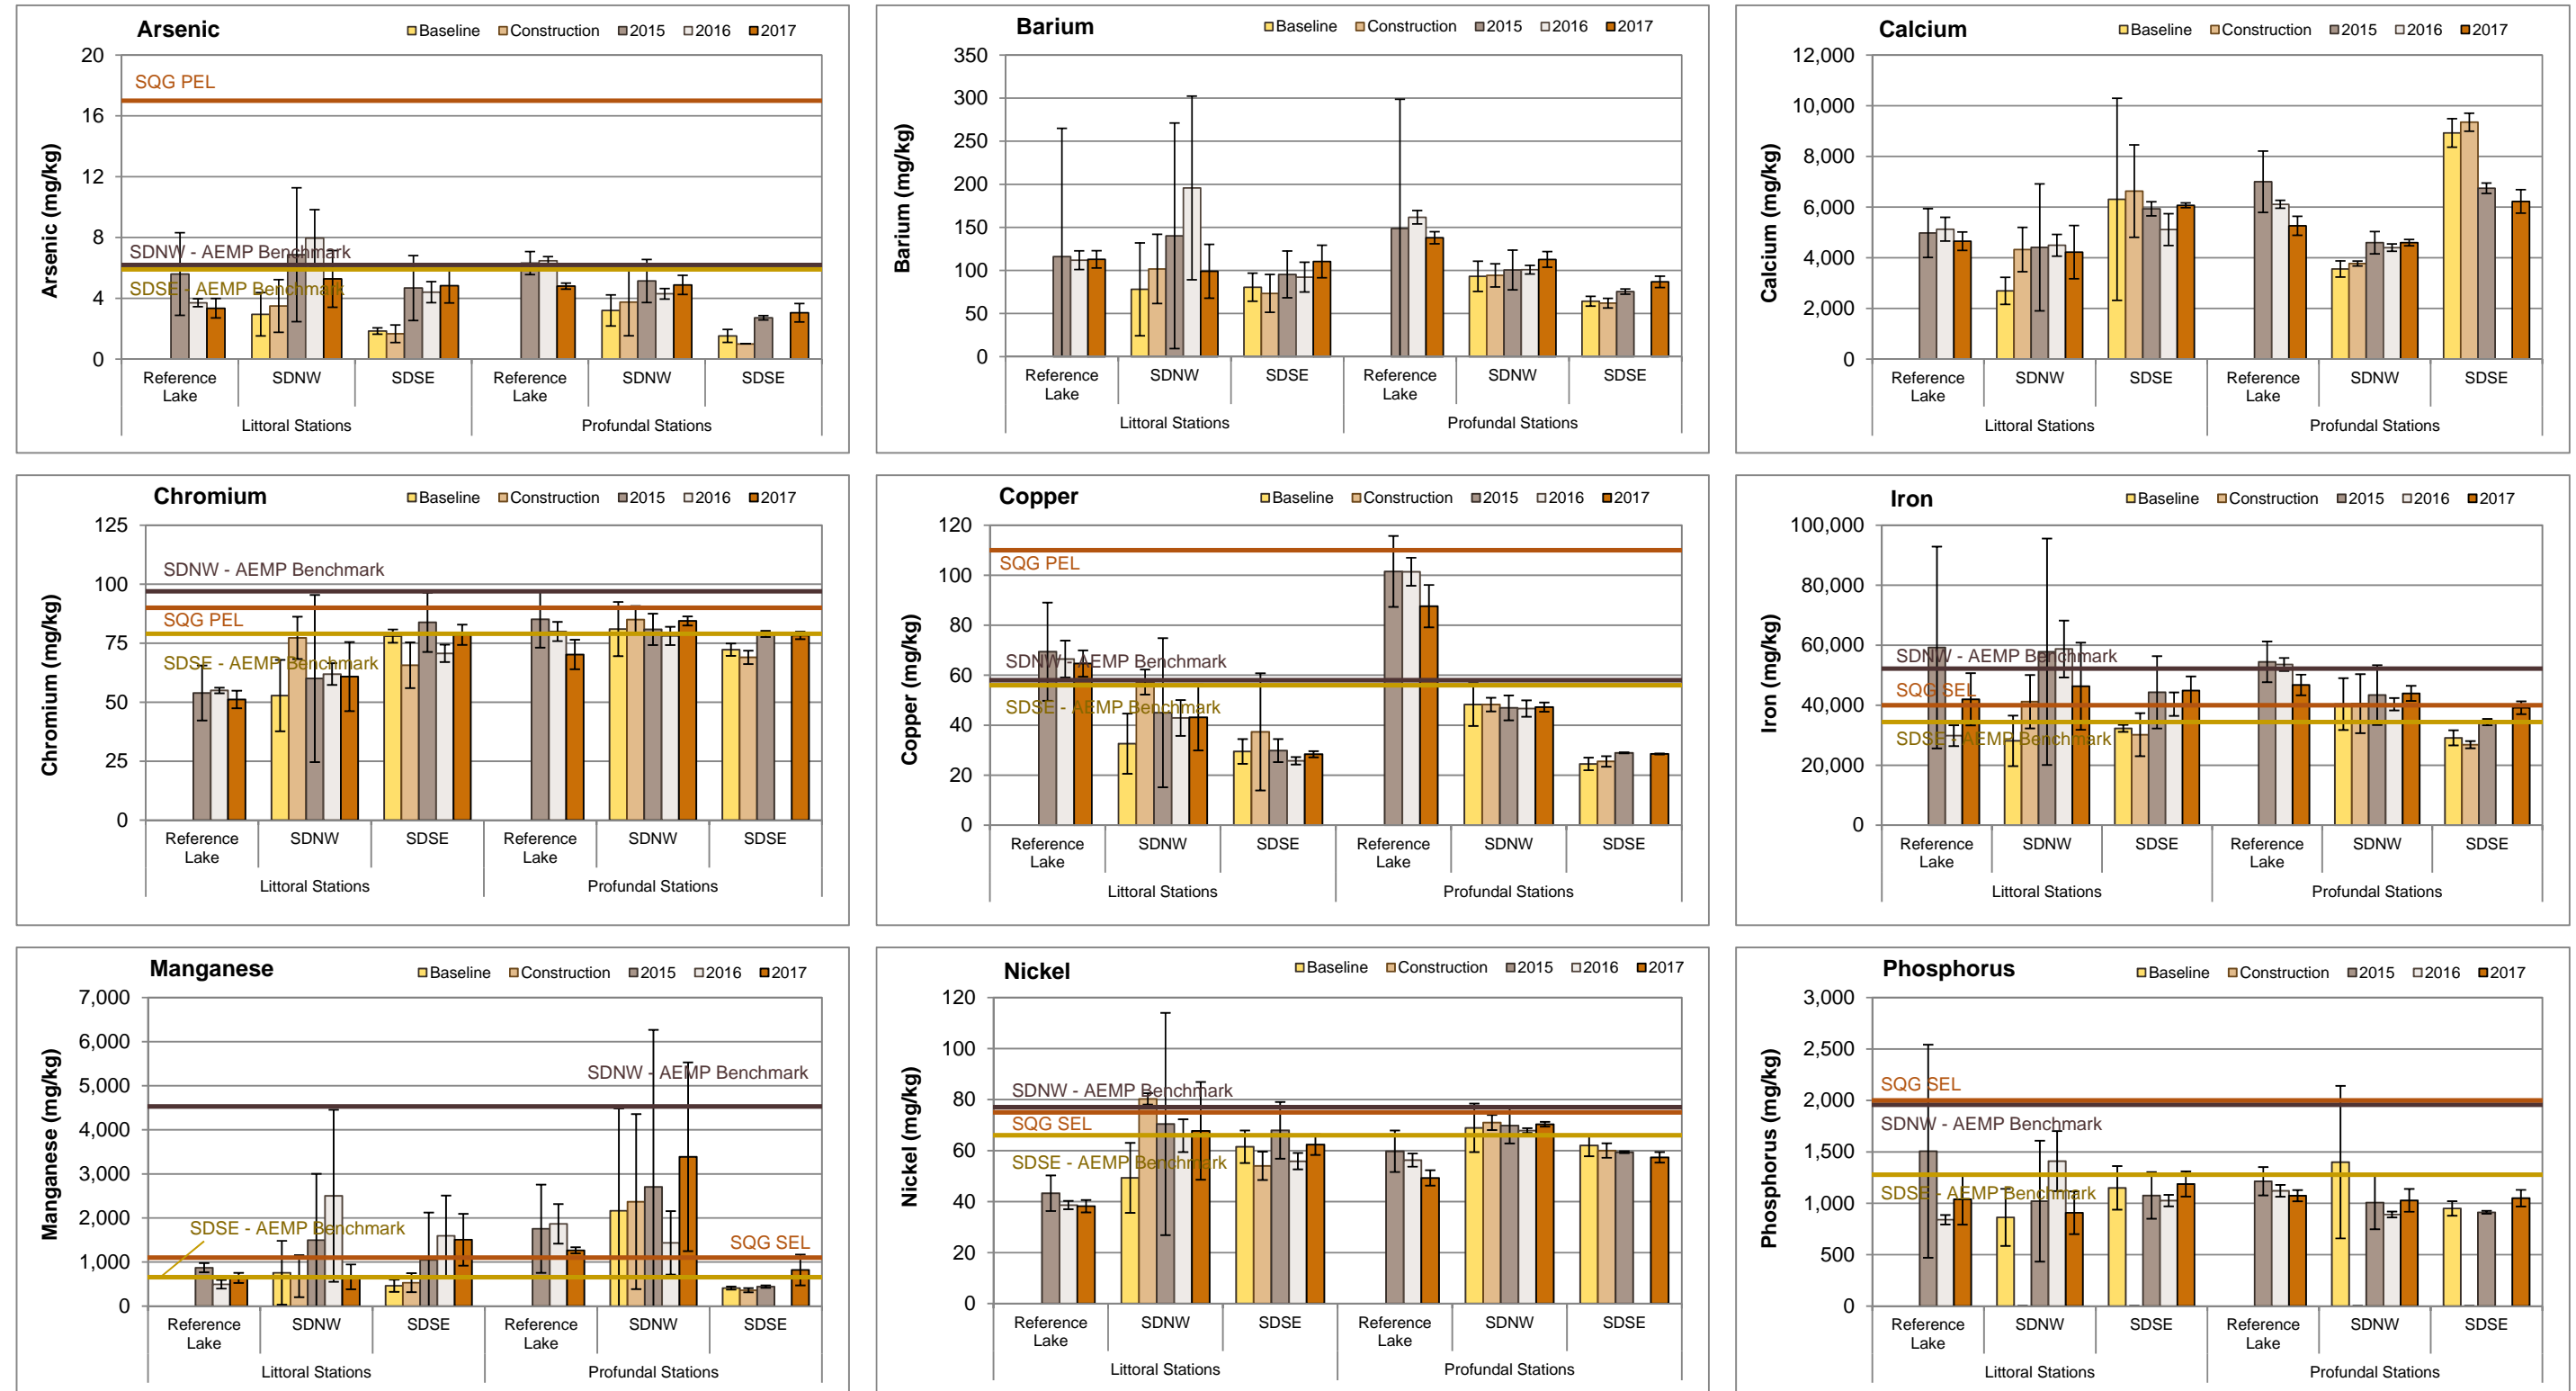 Arsenic
Baseline Construction 2015 2016 2017
20
16
12
8
4
0
Arsenic (mg/kg)
SQG PEL
SDNW - AEMP Benchmark
SDSE - AEMP Benchmark
Reference Lake SDNW SDSE Reference Lake SDNW SDSE
Littoral Stations Profundal Stations
Barium
Baseline Construction 2015 2016 2017
350
300
250
200
150
100
50
0
Barium (mg/kg)
Reference Lake SDNW SDSE Reference Lake SDNW SDSE
Littoral Stations Profundal Stations
Calcium
Baseline Construction 2015 2016 2017
12,000
10,000
8,000
6,000
4,000
2,000
0
Calcium (mg/kg)
Reference Lake SDNW SDSE Reference Lake SDNW SDSE
Littoral Stations Profundal Stations
Chromium
Baseline Construction 2015 2016 2017
125
100
75
50
25
0
Chromium (mg/kg)
SDNW - AEMP Benchmark
SQG PEL
SDSE - AEMP Benchmark
Reference Lake SDNW SDSE Reference Lake SDNW SDSE
Littoral Stations Profundal Stations
Copper
Baseline Construction 2015 2016 2017
120
100
80
60
40
20
0
Copper (mg/kg)
SQG PEL
SDNW - AEMP Benchmark
SDSE - AEMP Benchmark
Reference Lake SDNW SDSE Reference Lake SDNW SDSE
Littoral Stations Profundal Stations
Iron
Baseline Construction 2015 2016 2017
100,000
80,000
60,000
40,000
20,000
0
Iron (mg/kg)
SDNW - AEMP Benchmark
SQG SEL
SDSE - AEMP Benchmark
Reference Lake SDNW SDSE Reference Lake SDNW SDSE
Littoral Stations Profundal Stations
Manganese
Baseline Construction 2015 2016 2017
7,000
6,000
5,000
4,000
3,000
2,000
1,000
0
Manganese (mg/kg)
SDNW - AEMP Benchmark
SDSE - AEMP Benchmark
SQG SEL
Reference Lake SDNW SDSE Reference Lake SDNW SDSE
Littoral Stations Profundal Stations
Nickel
Baseline Construction 2015 2016 2017
120
100
80
60
40
20
0
Nickel (mg/kg)
SDNW - AEMP Benchmark
SQG SEL
SDSE - AEMP Benchmark
Reference Lake SDNW SDSE Reference Lake SDNW SDSE
Littoral Stations Profundal Stations
Phosphorus
Baseline Construction 2015 2016 2017
3,000
2,500
2,000
1,500
1,000
500
0
Phosphorus (mg/kg)
SQG SEL
SDNW - AEMP Benchmark
SDSE - AEMP Benchmark
Reference Lake SDNW SDSE Reference Lake SDNW SDSE
Littoral Stations Profundal Stations